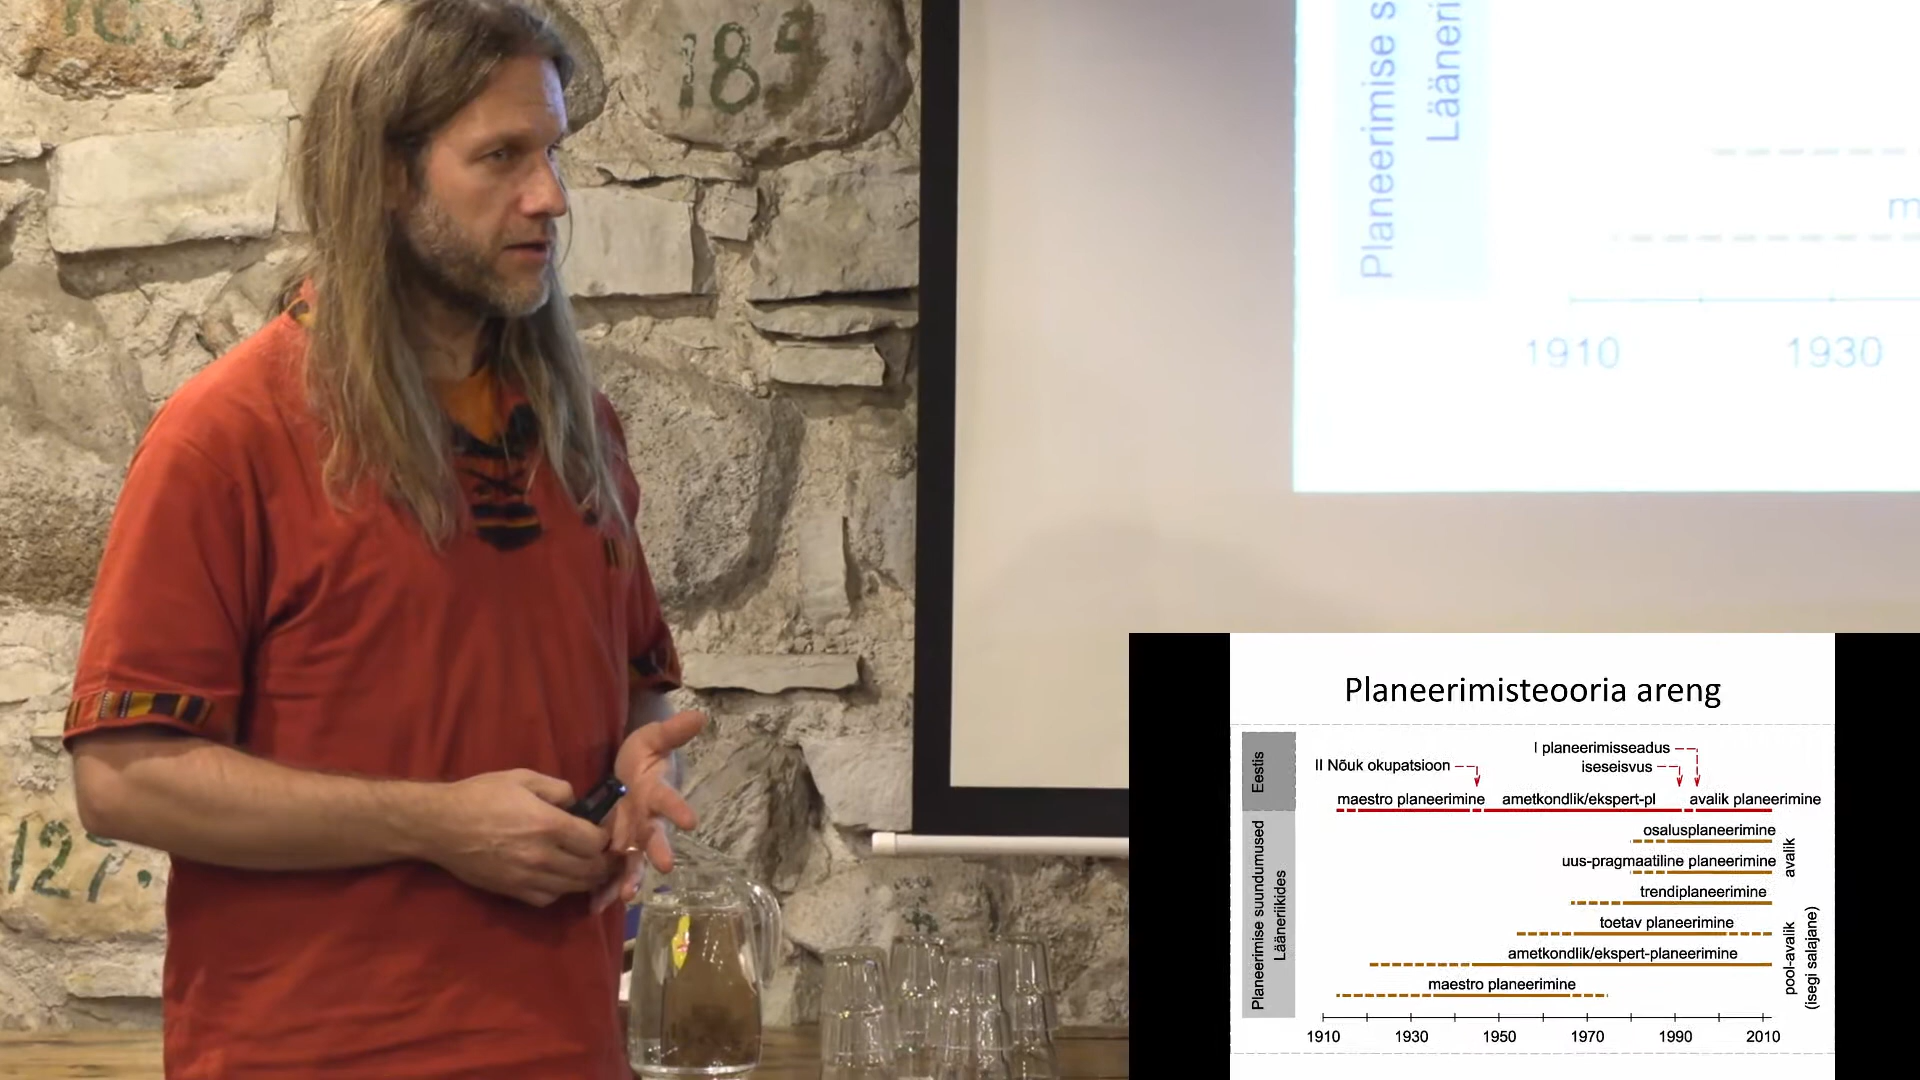 185
127.
Planeerimise s
Lääneri
m
1910
1930
Planeerimisteooria areng
Eestis
I planeerimisseadus
II Nõuk okupatsioon
iseseisvus
maestro planeerimine
ametkondlik/ekspert-pl
avalik planeerimine
Planeerimise suundumused
Lääneriikides
osalusplaneerimine
uus-pragmaatiline planeerimine
avalik
trendiplaneerimine
toetav planeerimine
ametkondlik/ekspert-planeerimine
maestro planeerimine
pool-avalik
(isegi salajane)
1910 1930 1950 1970 1990 2010